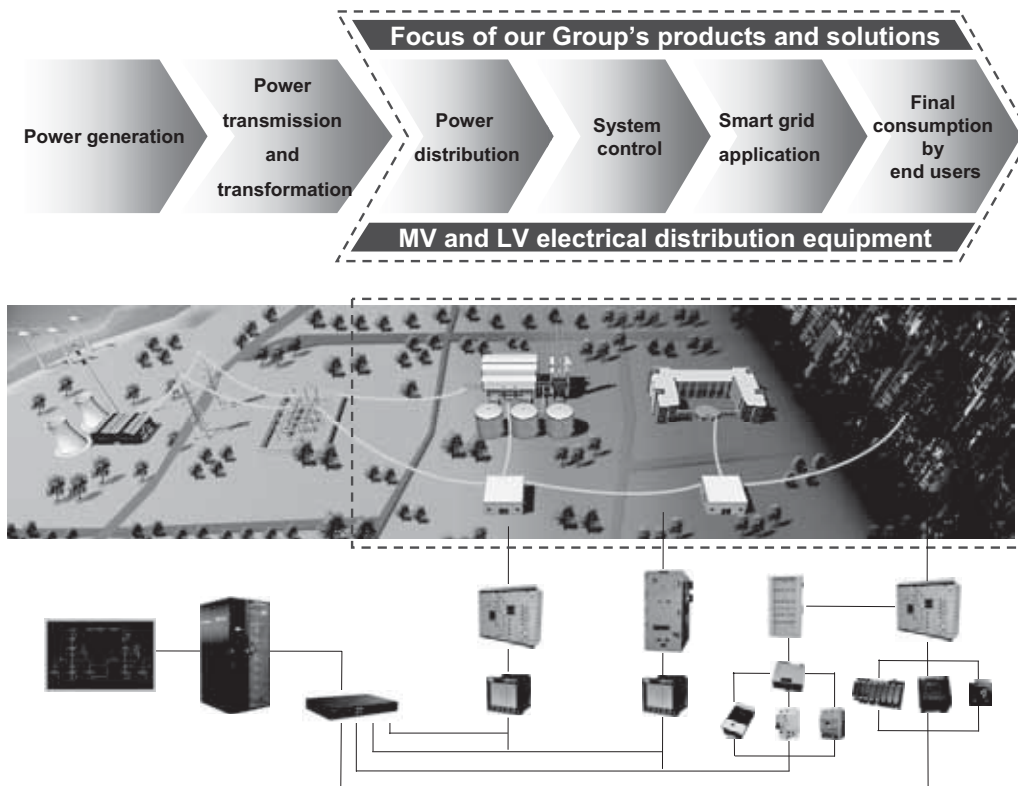 Focus of our Group's products and solutions
Power generation
Power
transmission
and
transformation
Power
distribution
System
control
Smart grid
application
Final
consumption
by
end users
MV and LV electrical distribution equipment